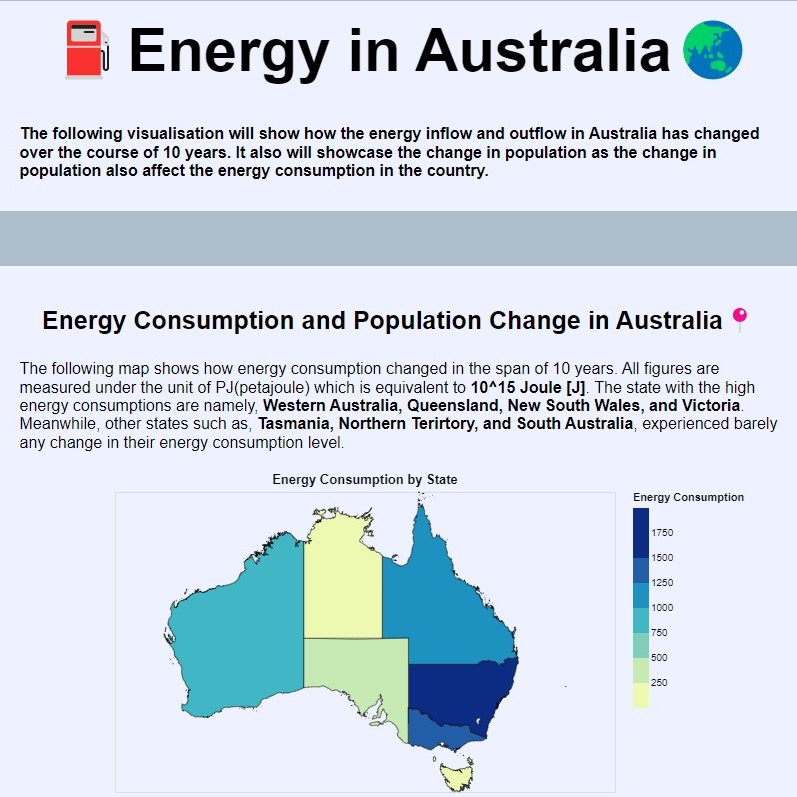 Energy in Australia
The following visualisation will show how the energy inflow and outflow in Australia has changed
over the course of 10 years. It also will showcase the change in population as the change in
population also affect the energy consumption in the country.
Energy Consumption and Population Change in Australia
The following map shows how energy consumption changed in the span of 10 years. All figures are
measured under the unit of PJ(petajoule) which is equivalent to 10^15 Joule [J]. The state with the high
energy consumptions are namely, Western Australia, Queensland, New South Wales, and Victoria.
Meanwhile, other states such as, Tasmania, Northern Terirtory, and South Australia, experienced barely
any change in their energy consumption level.
Energy Consumption by State
Energy Consumption
1750
1500
1250
1000
750
500
250